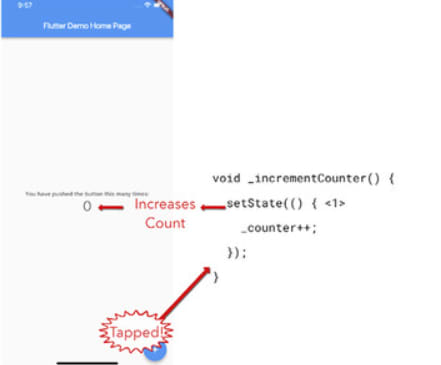 9:57
Flutter Demo Home Page
You have pushed the button this many times:
0
Increases
Count
void _incrementCounter() {
setState(() { <1>
_counter++;
});
}
Tapped!